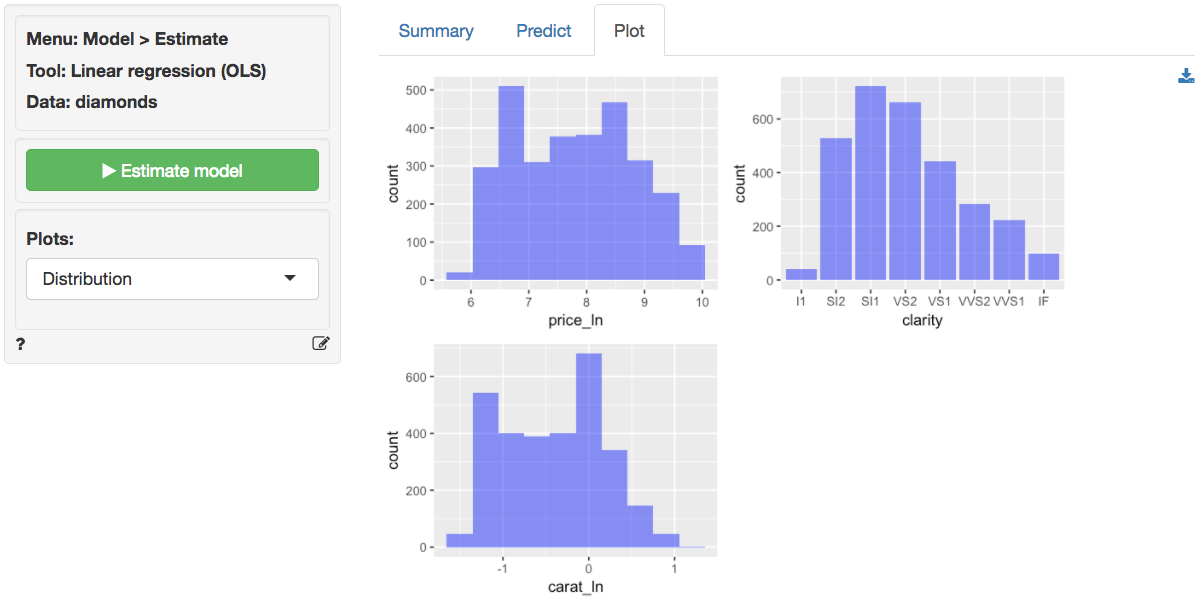 Menu: Model > Estimate
Tool: Linear regression (OLS)
Data: diamonds
Estimate model
Plots:
Distribution
?
Summary Predict Plot
500
400
300
200
100
0
count
6 7 8 9 10
price_ln
600
400
200
0
count
I1 SI2 SI1 VS2 VS1 VVS2 VVS1 IF
clarity
600
400
200
0
count
-1 0 1
carat_ln